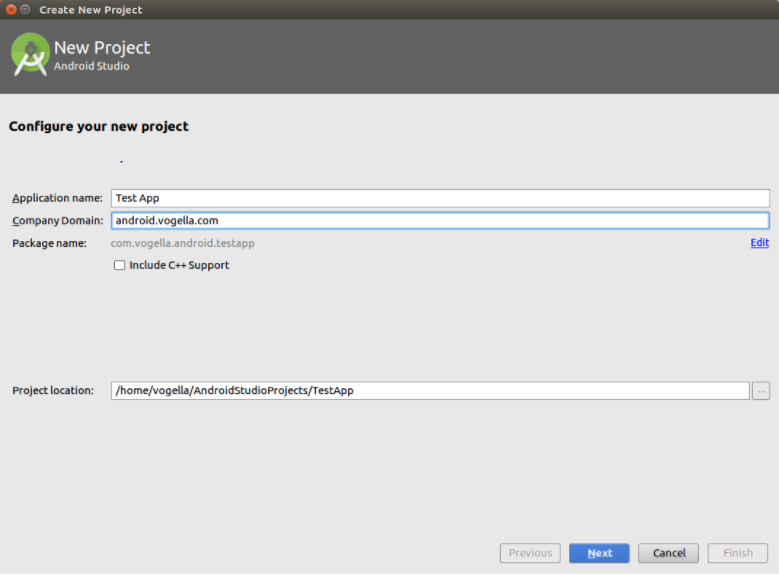 Create New Project
New Project
Android Studio
Configure your new project
Application name: Test App
Company Domain: android.vogella.com
Package name: com.vogella.android.testapp Edit
Include C++ Support
Project location: /home/vogella/AndroidStudioProjects/TestApp ...
Previous Next Cancel Finish